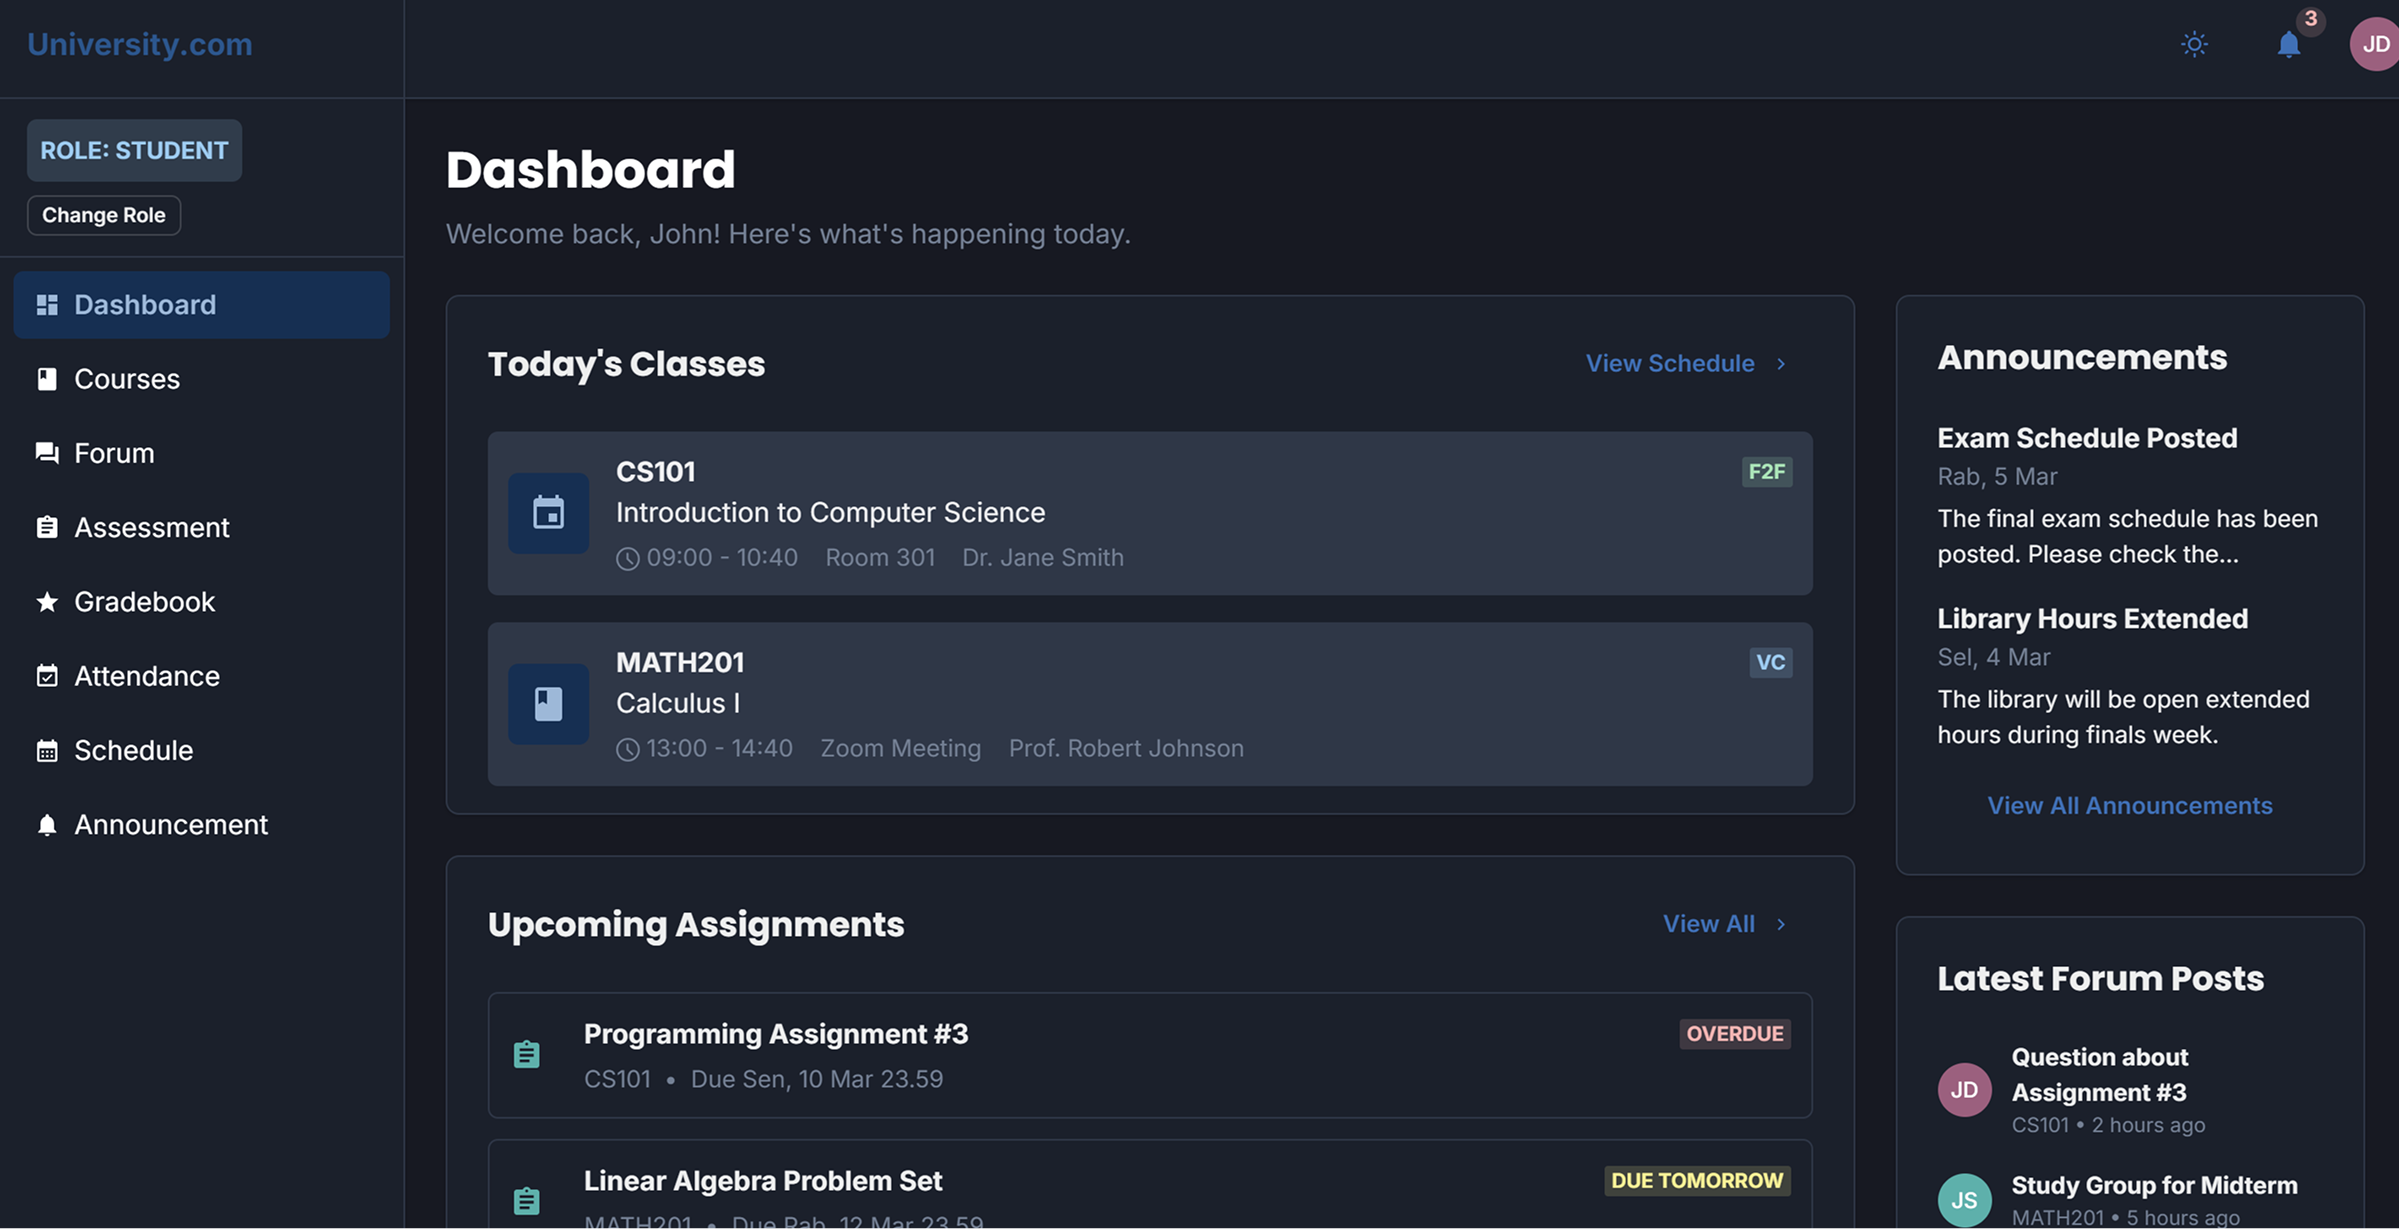 University.com
3
JD
ROLE: STUDENT
Change Role
Dashboard
Courses
Forum
Assessment
Gradebook
Attendance
Schedule
Announcement
Dashboard
Welcome back, John! Here's what's happening today.
Today's Classes
View Schedule
CS101
F2F
Introduction to Computer Science
09:00 - 10:40 Room 301 Dr. Jane Smith
MATH201
VC
Calculus I
13:00 - 14:40 Zoom Meeting Prof. Robert Johnson
Upcoming Assignments
View All
Programming Assignment #3
OVERDUE
CS101 • Due Sen, 10 Mar 23.59
Linear Algebra Problem Set
DUE TOMORROW
MATH201 • Due Rab, 12 Mar 23.59
Announcements
Exam Schedule Posted
Rab, 5 Mar
The final exam schedule has been
posted. Please check the...
Library Hours Extended
Sel, 4 Mar
The library will be open extended
hours during finals week.
View All Announcements
Latest Forum Posts
JD
Question about
Assignment #3
CS101 • 2 hours ago
JS
Study Group for Midterm
MATH201 • 5 hours ago